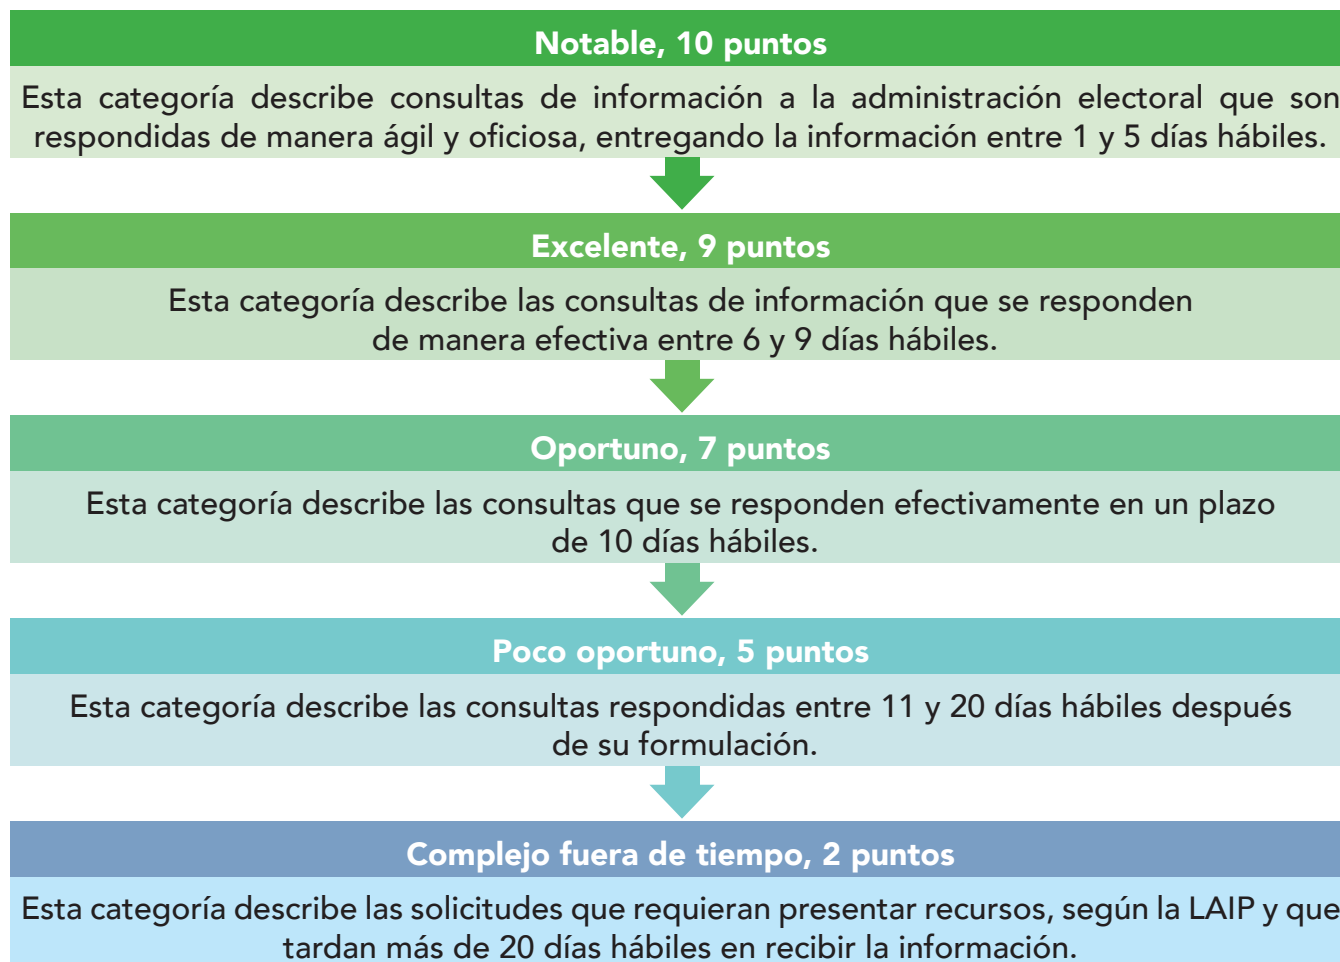 Notable, 10 puntos
Esta categoría describe consultas de información a la administración electoral que son
respondidas de manera ágil y oficiosa, entregando la información entre 1 y 5 días hábiles.
Excelente, 9 puntos
Esta categoría describe las consultas de información que se responden
de manera efectiva entre 6 y 9 días hábiles.
Oportuno, 7 puntos
Esta categoría describe las consultas que se responden efectivamente en un plazo
de 10 días hábiles.
Poco oportuno, 5 puntos
Esta categoría describe las consultas respondidas entre 11 y 20 días hábiles después
de su formulación.
Complejo fuera de tiempo, 2 puntos
Esta categoría describe las solicitudes que requieran presentar recursos, según la LAIP y que
tardan más de 20 días hábiles en recibir la información.